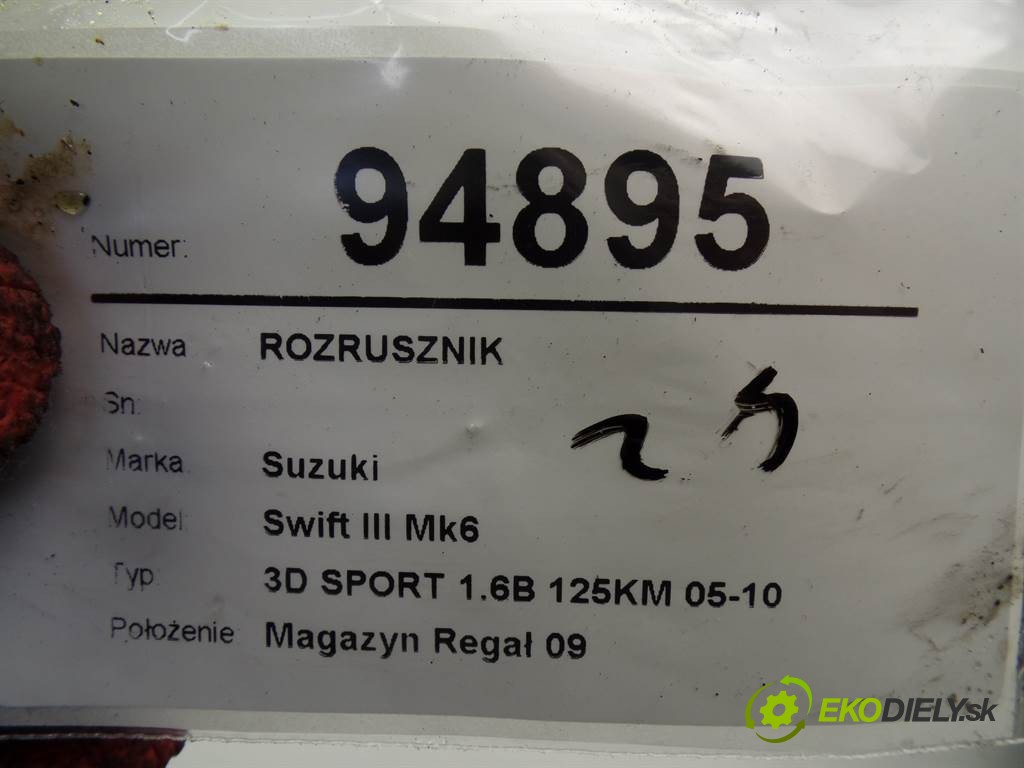 Numer: 94895
Nazwa ROZRUSZNIK
Sn:
Marka Suzuki
Model: Swift III Mk6
Typ 3D SPORT 1.6B 125KM 05-10
Położenie Magazyn Regał 09
EKODIELY.sk